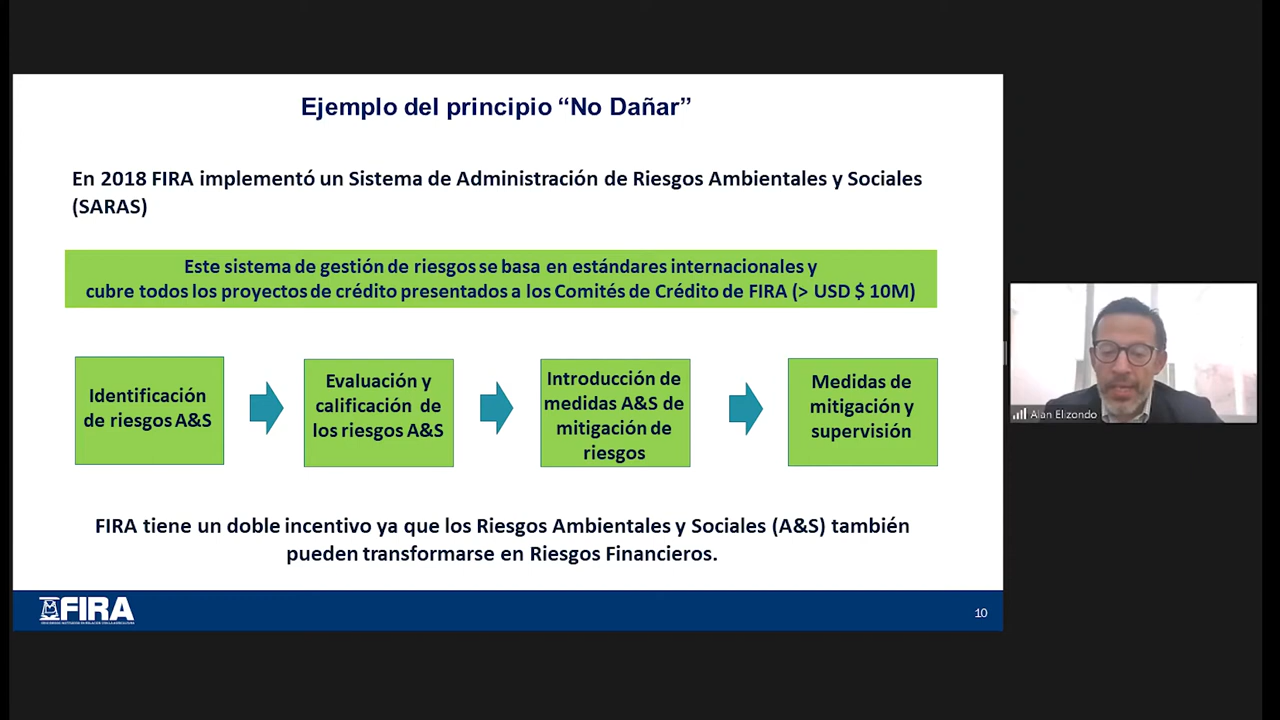 Ejemplo del principio “No Dañar”
En 2018 FIRA implementó un Sistema de Administración de Riesgos Ambientales y Sociales
(SARAS)
Este sistema de gestión de riesgos se basa en estándares internacionales y
cubre todos los proyectos de crédito presentados a los Comités de Crédito de FIRA (> USD $ 10M)
Identificación
de riesgos A&S
Evaluación y
calificación de
los riesgos A&S
Introducción de
medidas A&S de
mitigación de
riesgos
Medidas de
mitigación y
supervisión
FIRA tiene un doble incentivo ya que los Riesgos Ambientales y Sociales (A&S) también
pueden transformarse en Riesgos Financieros.
FIRA
10
Alan Elizondo